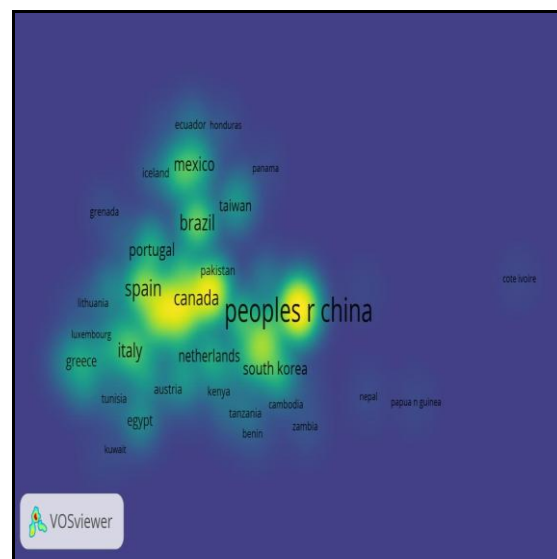 ecuador honduras
mexico
iceland
panama
taiwan
grenada
brazil
portugal
pakistan
cote ivoire
spain
canada
lithuania
peoples r china
luxembourg
italy
netherlands
greece
south korea
austria
kenya
nepal
tunisia
cambodia
papua n guinea
tanzania
egypt
zambia
benin
kuwait
VOSviewer